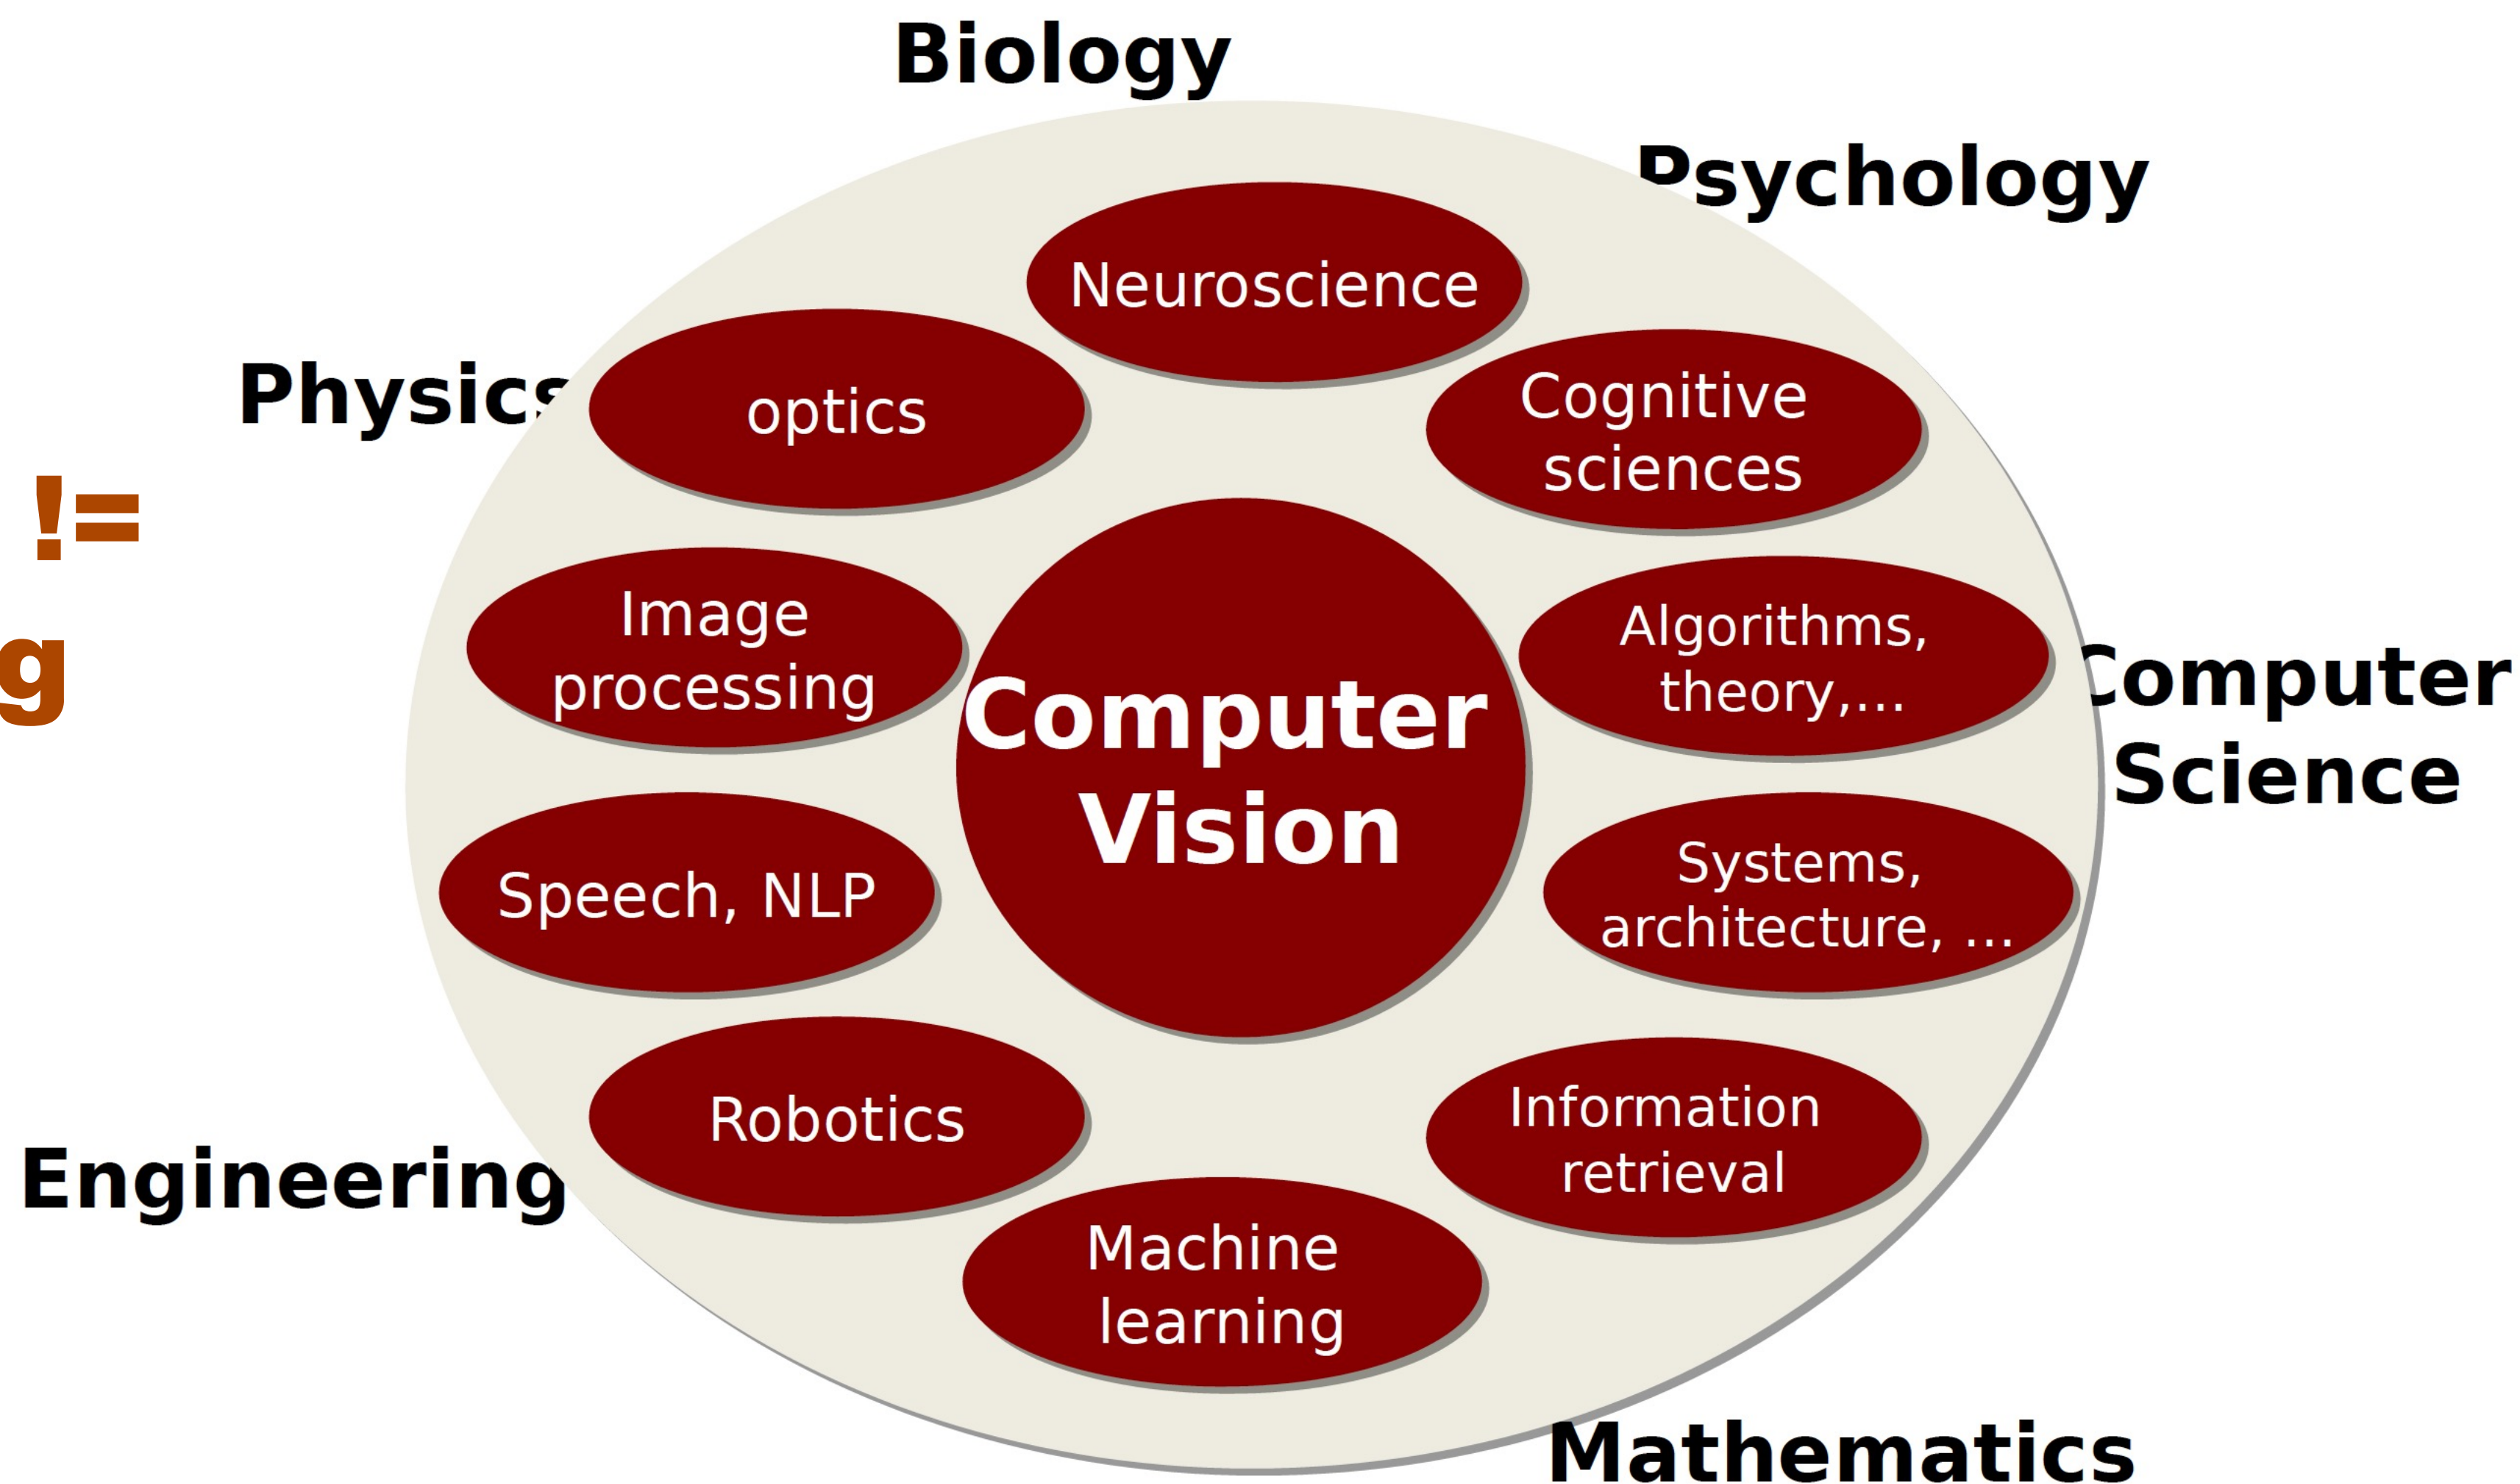 Biology
Psychology
Neuroscience
Physics
optics
Cognitive
sciences
!=
Image
processing
Algorithms,
theory,...
g
Computer
Vision
Computer
Science
Speech, NLP
Systems,
architecture, ...
Robotics
Information
retrieval
Engineering
Machine
learning
Mathematics